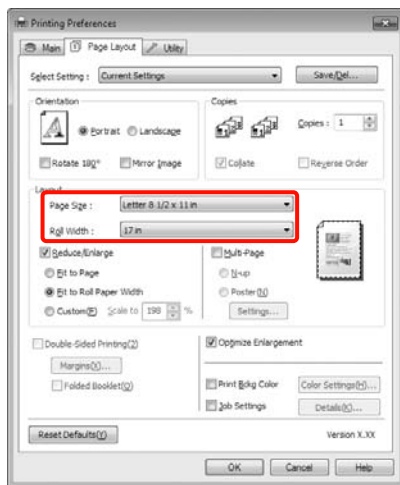 Printing Preferences
Main Page Layout Utility
Select Setting : Current Settings Save/Del...
Orientation Copies
Portrait Landscape Copies : 1
Rotate 180° Mirror Image Collate Reverse Order
Layout
Page Size : Letter 8 1/2 x 11 in
Roll Width : 17 in
Reduce/Enlarge Multi-Page
Fit to Page N-up
Fit to Roll Paper Width Poster(N)
Custom(F) Scale to 198 % Settings...
Double-Sided Printing(2) Optimize Enlargement
Margins(X)...
Folded Booklet(Q) Print Bckg Color Color Settings(H)...
Job Settings Details(K)...
Reset Defaults(Y) Version X.XX
OK Cancel Help